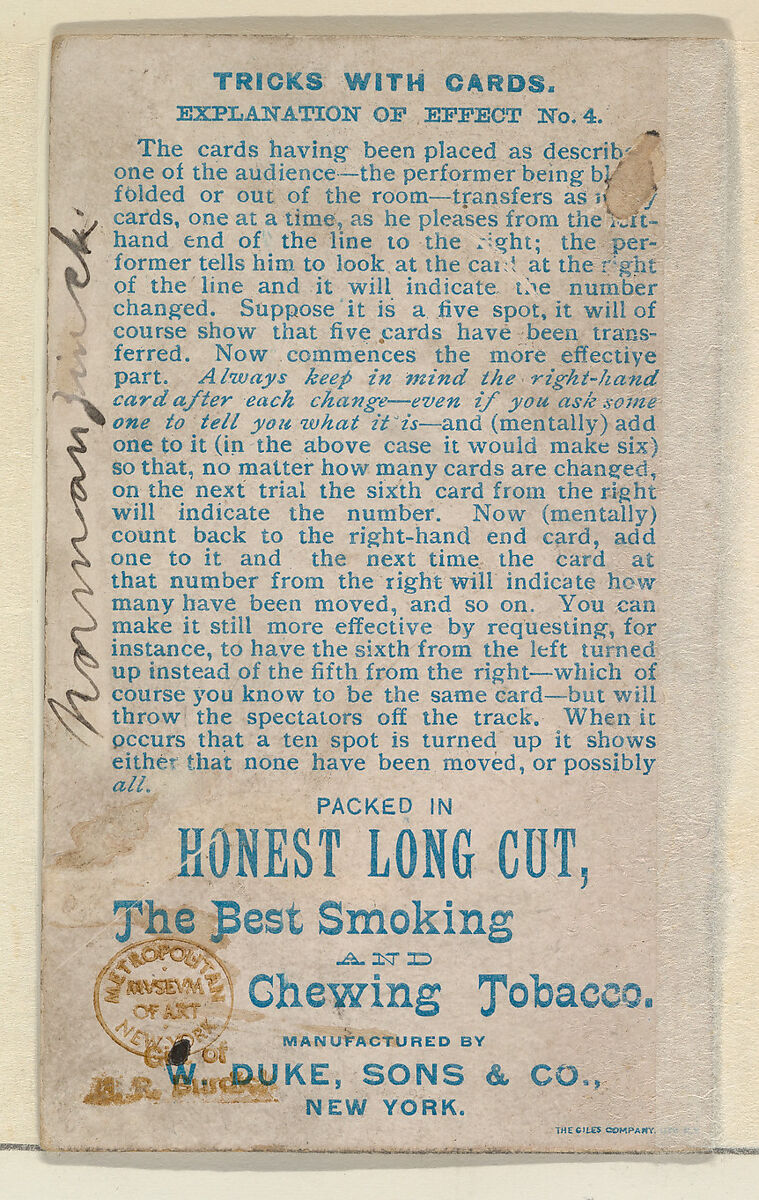 TRICKS WITH CARDS.
EXPLANATION OF EFFECT No. 4.
The cards having been placed as describ
one of the audience—the performer being bl
folded or out of the room—transfers as
cards, one at a time, as he pleases from the left-
hand end of the line to the right; the per-
former tells him to look at the card at the right
of the line and it will indicate the number
changed. Suppose it is a five spot, it will of
course show that five cards have been trans-
ferred. Now commences the more effective
part. Always keep in mind the right-hand
card after each change—even if you ask some
one to tell you what it is—and (mentally) add
one to it (in the above case it would make six)
so that, no matter how many cards are changed,
on the next trial the sixth card from the right
will indicate the number. Now (mentally)
count back to the right-hand end card, add
one to it and the next time the card at
that number from the right will indicate how
many have been moved, and so on. You can
make it still more effective by requesting, for
instance, to have the sixth from the left turned
up instead of the fifth from the right—which of
course you know to be the same card—but will
throw the spectators off the track. When it
occurs that a ten spot is turned up it shows
either that none have been moved, or possibly
all.
PACKED IN
HONEST LONG CUT,
The Best Smoking
AND
Chewing Tobacco.
MANUFACTURED BY
W. DUKE, SONS & CO.,
NEW YORK.
THE GILES COMPANY,
Norman
METROPOLITAN
MVSEVM
OF ART
NEW YORK
Gift of